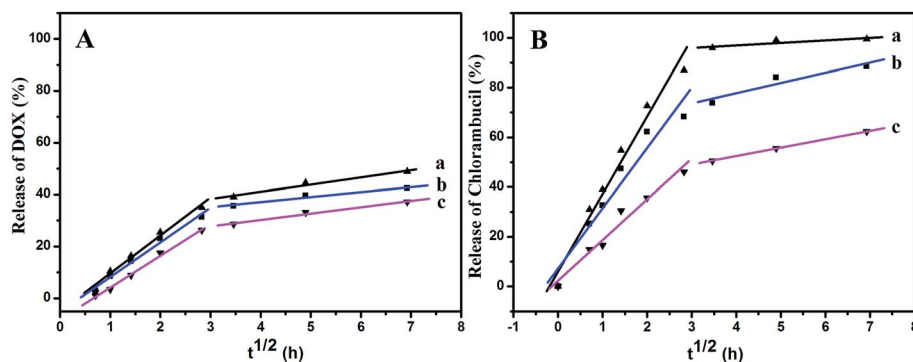 A
Release of DOX (%)
100
80
60
40
20
0
0 1 2 3 4 5 6 7 8
t^1/2 (h)
a
b
c
B
Release of Chlorambucil (%)
100
80
60
40
20
0
-1 0 1 2 3 4 5 6 7 8
t^1/2 (h)
a
b
c